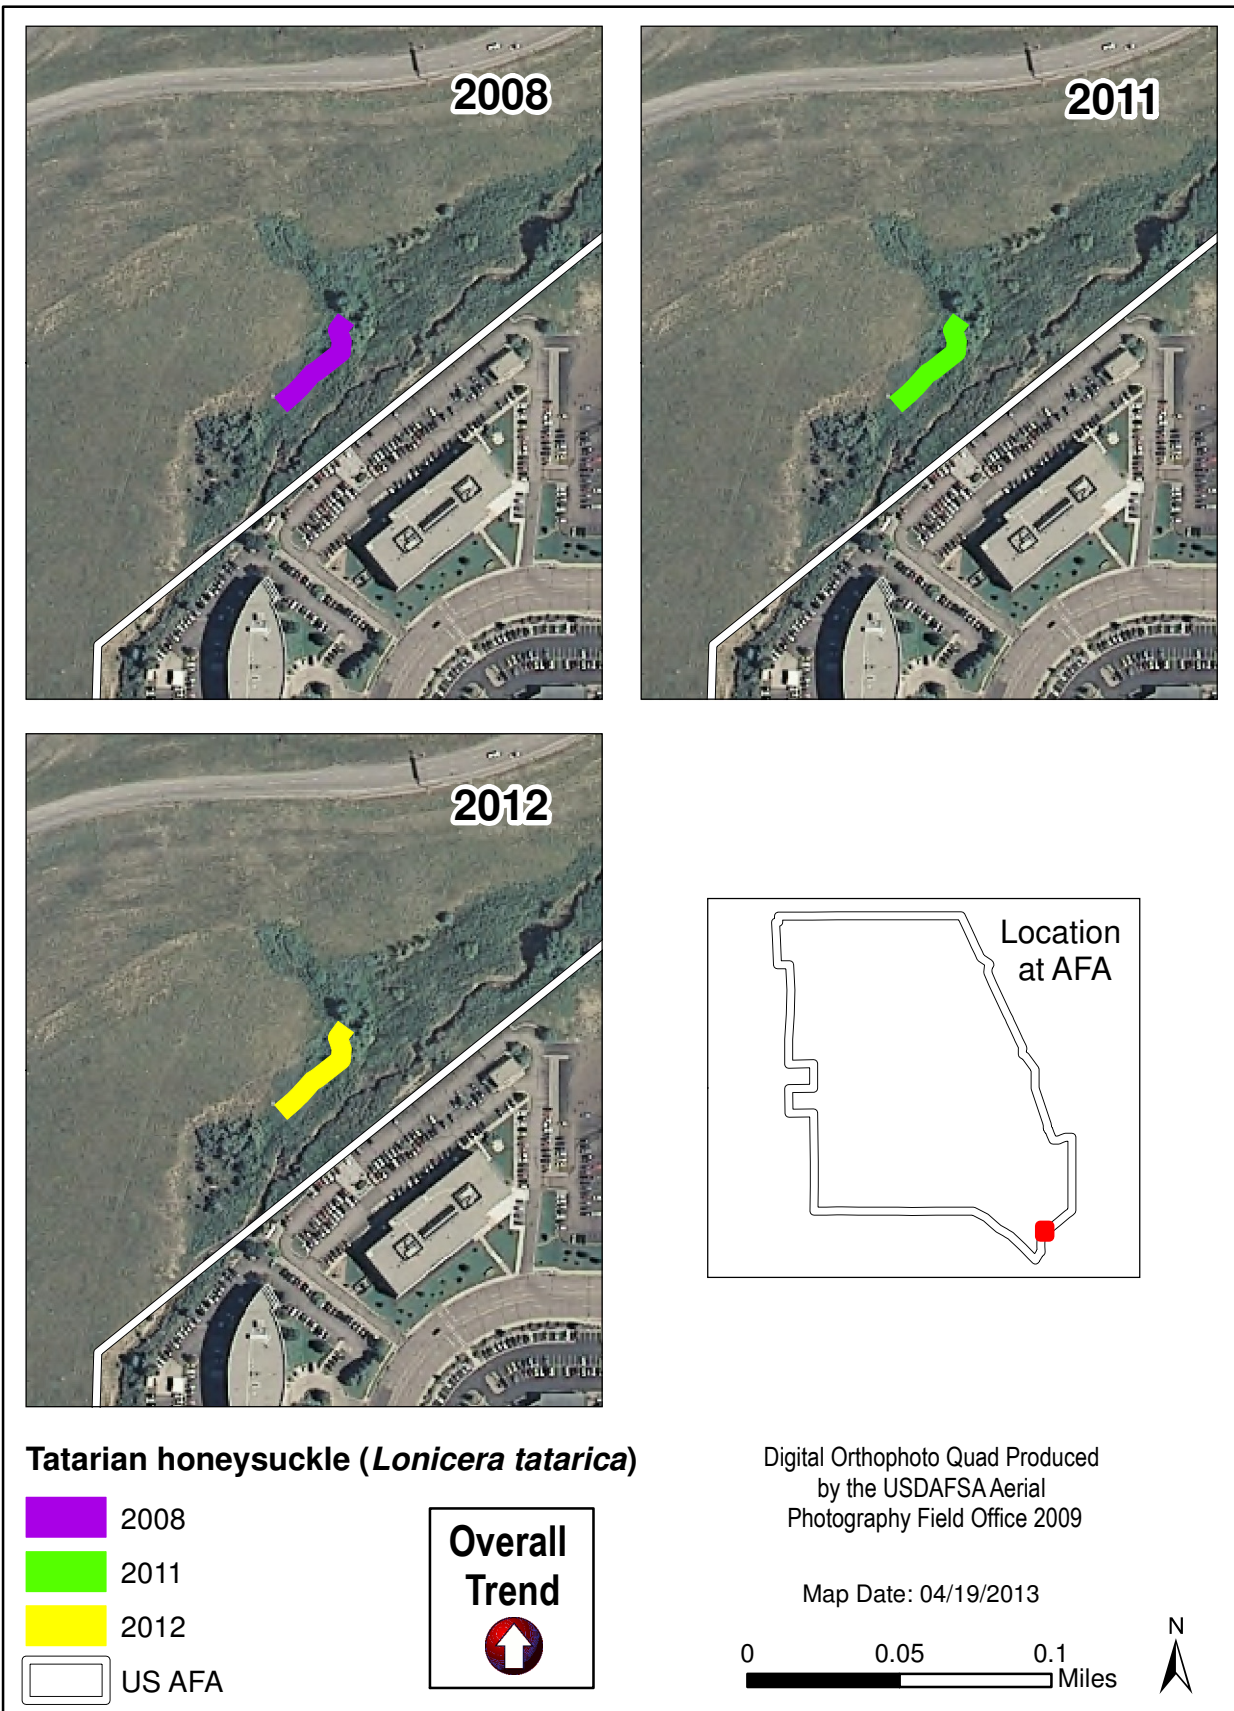 2008
2011
2012
Location
at AFA
Tatarian honeysuckle (Lonicera tatarica)
2008
2011
2012
US AFA
Overall
Trend
Digital Orthophoto Quad Produced
by the USDAFSA Aerial
Photography Field Office 2009
Map Date: 04/19/2013
0 0.05 0.1
Miles
N